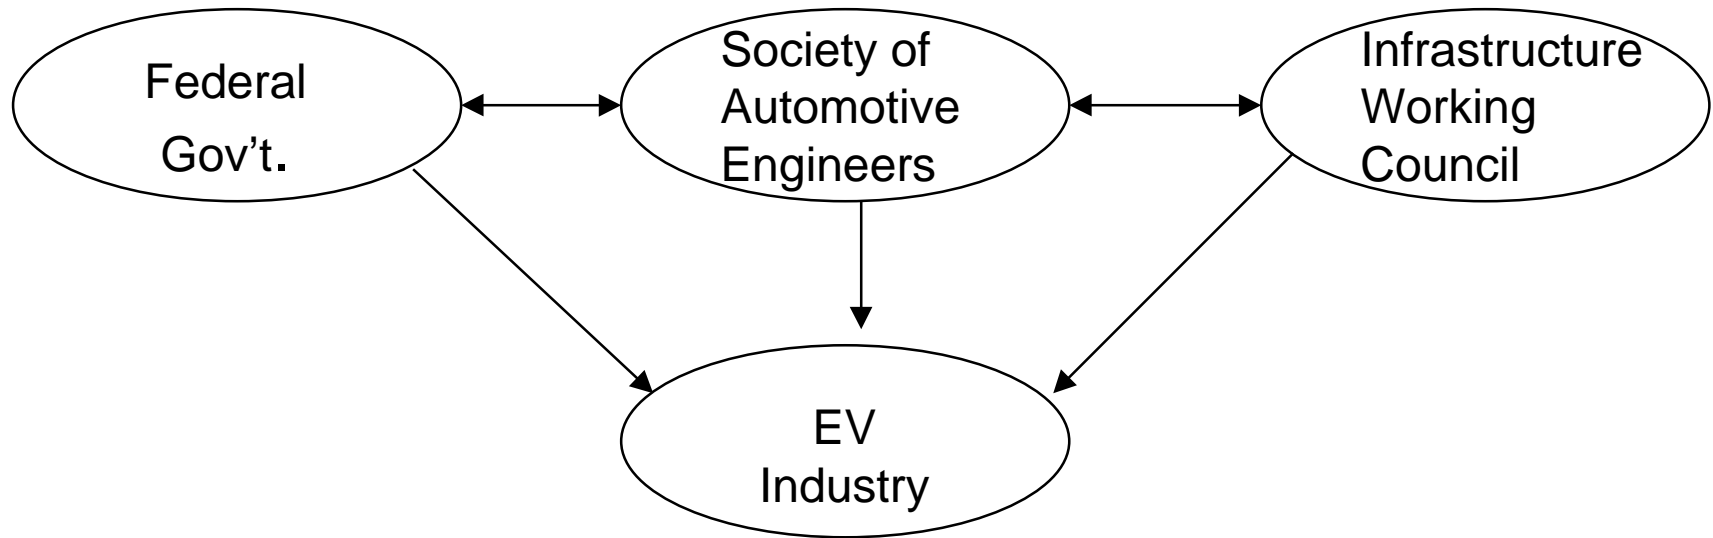 Federal
Gov’t.
Society of
Automotive
Engineers
Infrastructure
Working
Council
EV
Industry